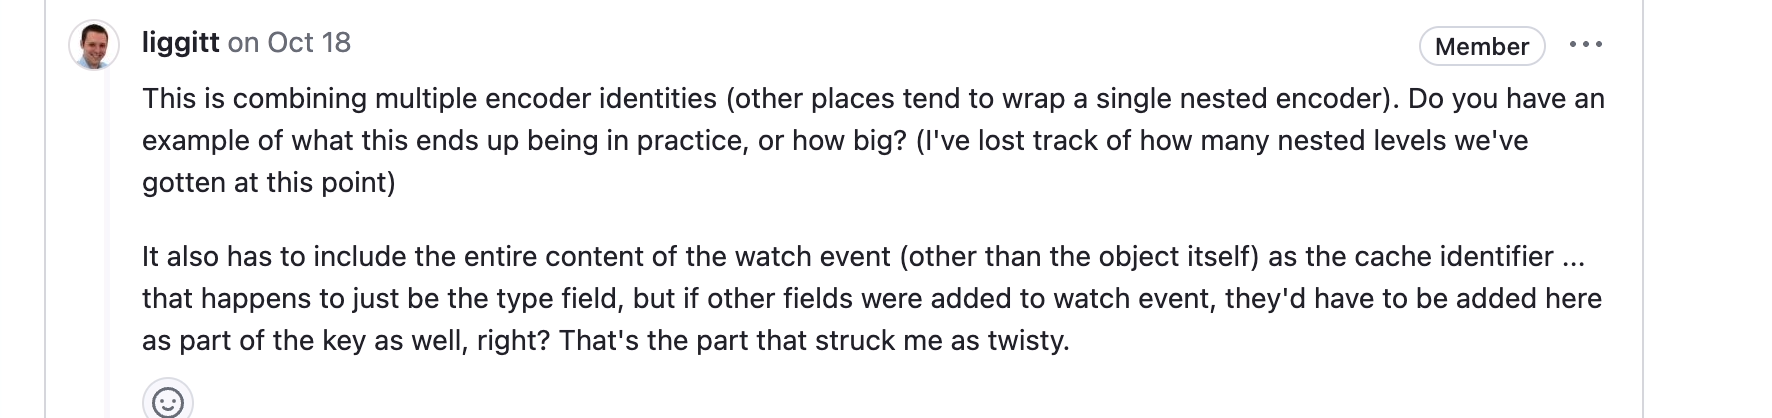 liggitt on Oct 18
Member
This is combining multiple encoder identities (other places tend to wrap a single nested encoder). Do you have an
example of what this ends up being in practice, or how big? (I've lost track of how many nested levels we've
gotten at this point)
It also has to include the entire content of the watch event (other than the object itself) as the cache identifier ...
that happens to just be the type field, but if other fields were added to watch event, they'd have to be added here
as part of the key as well, right? That's the part that struck me as twisty.